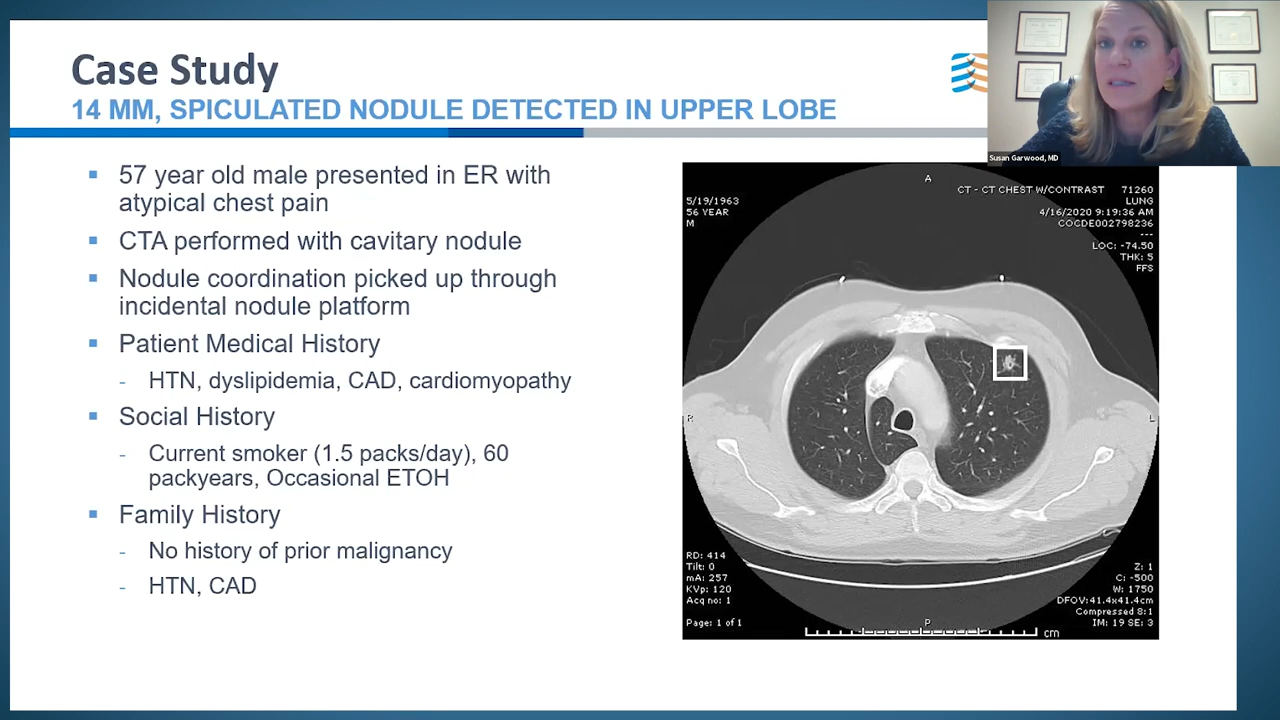 Case Study
14 MM, SPICULATED NODULE DETECTED IN UPPER LOBE
Susan Garwood, MD
▪ 57 year old male presented in ER with
atypical chest pain
▪ CTA performed with cavitary nodule
▪ Nodule coordination picked up through
incidental nodule platform
▪ Patient Medical History
- HTN, dyslipidemia, CAD, cardiomyopathy
▪ Social History
- Current smoker (1.5 packs/day), 60
packyears, Occasional ETOH
▪ Family History
- No history of prior malignancy
- HTN, CAD
A
5/19/1963
56 YEAR
M
CT - CT CHEST W/CONTRAST 71260
LUNG
4/16/2020 9:19:36 AM
COCDE002798236
---
LOC: -74.50
THK: 5
FFS
R
L
RD: 414
Tilt: 0
mA: 257
KVp: 120
Acq no: 1
Page: 1 of 1
P
cm
Z: 1
C: -500
W: 1750
DFOV:41.4x41.4cm
Compressed 8:1
IM: 19 SE: 3